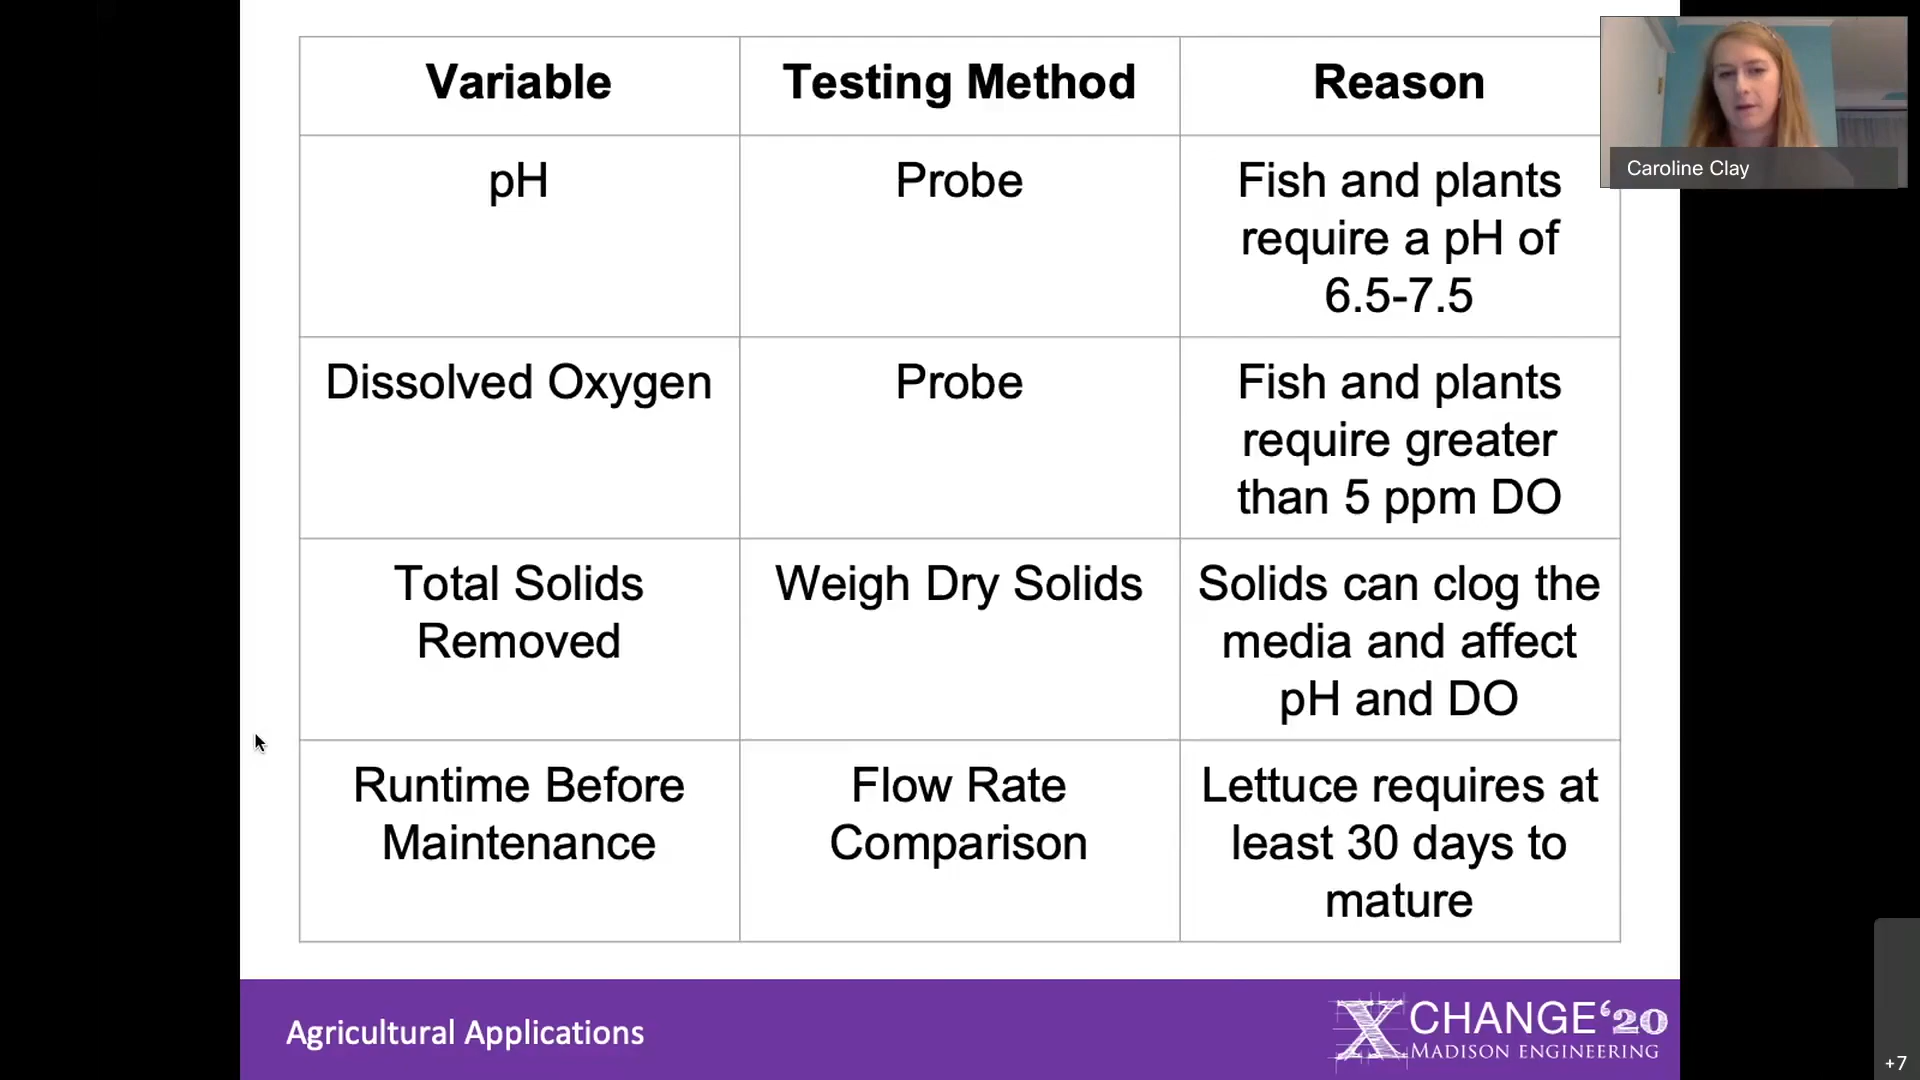 Variable Testing Method Reason
pH Probe Fish and plants
require a pH of
6.5-7.5
Dissolved Oxygen Probe Fish and plants
require greater
than 5 ppm DO
Total Solids Weigh Dry Solids Solids can clog the
Removed media and affect
pH and DO
Runtime Before Flow Rate Lettuce requires at
Maintenance Comparison least 30 days to
mature
Caroline Clay
Agricultural Applications
XCHANGE‘20
MADISON ENGINEERING
+7